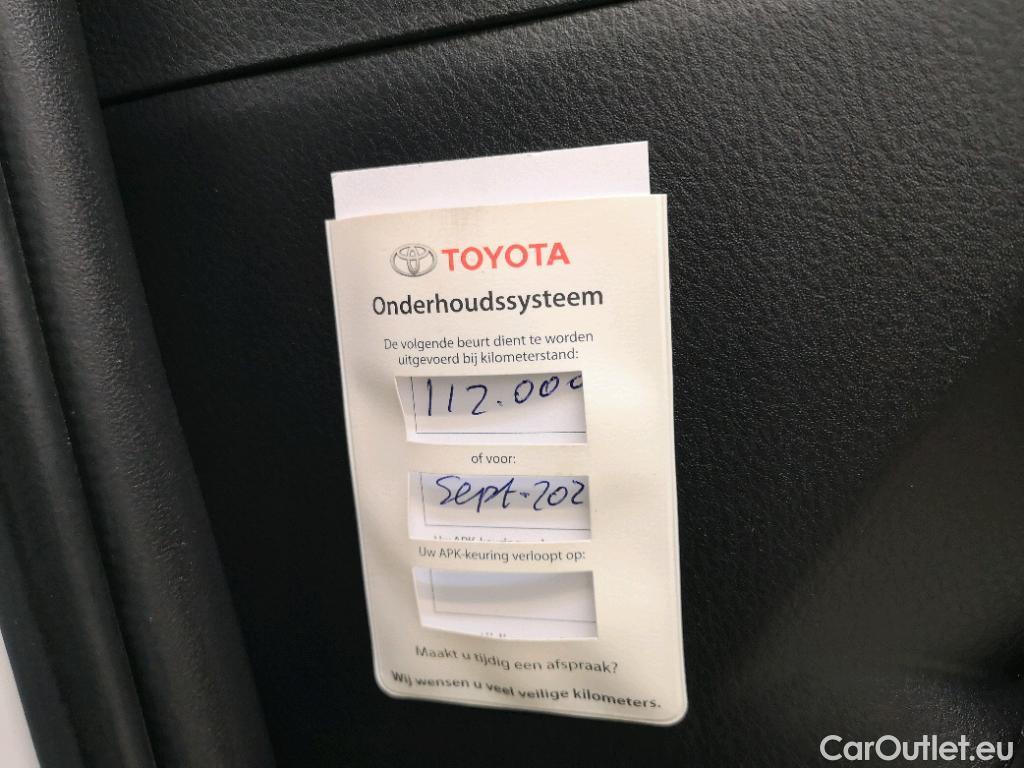 TOYOTA
Onderhoudssysteem
De volgende beurt dient te worden
uitgevoerd bij kilometerstand:
112.000
of voor:
Sept-202
Uw APK-keuring verloopt op:
Maakt u tijdig een afspraak?
Wij wensen u veel veilige kilometers.
CarOutlet.eu